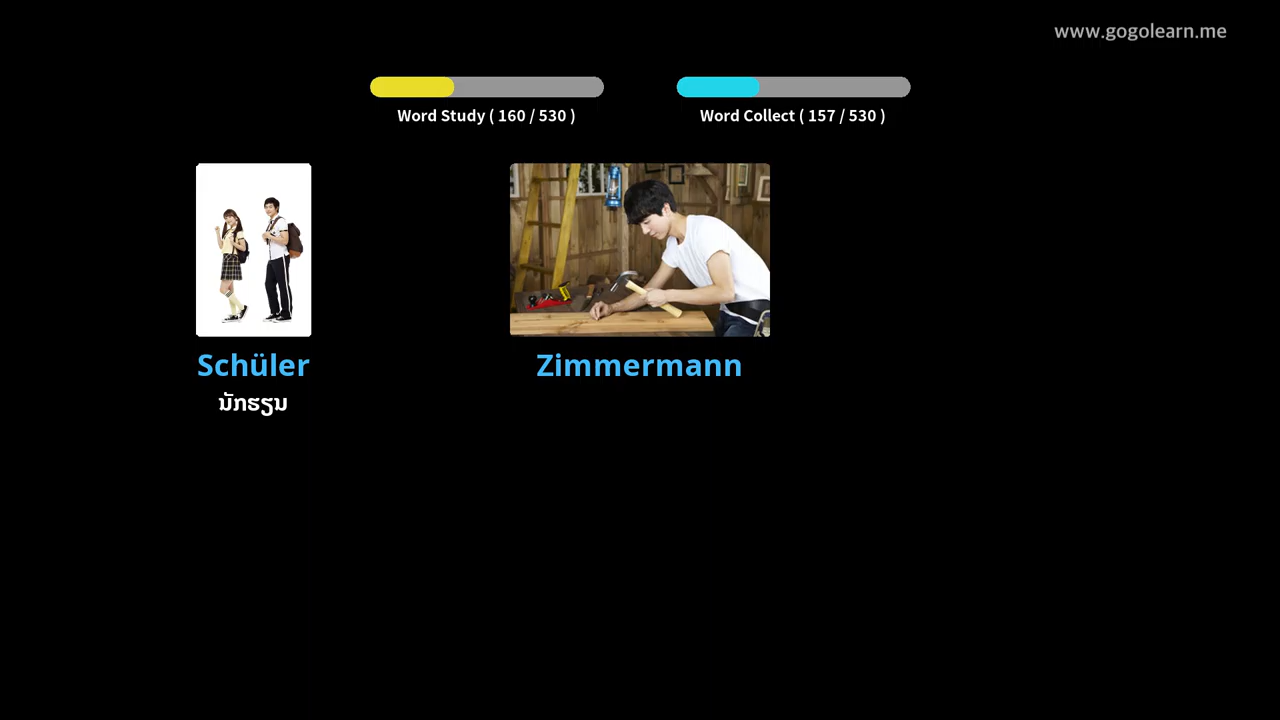 www.gogolearn.me
Word Study ( 160 / 530 )
Word Collect ( 157 / 530 )
Schüler
ນັກຮຽນ
Zimmermann